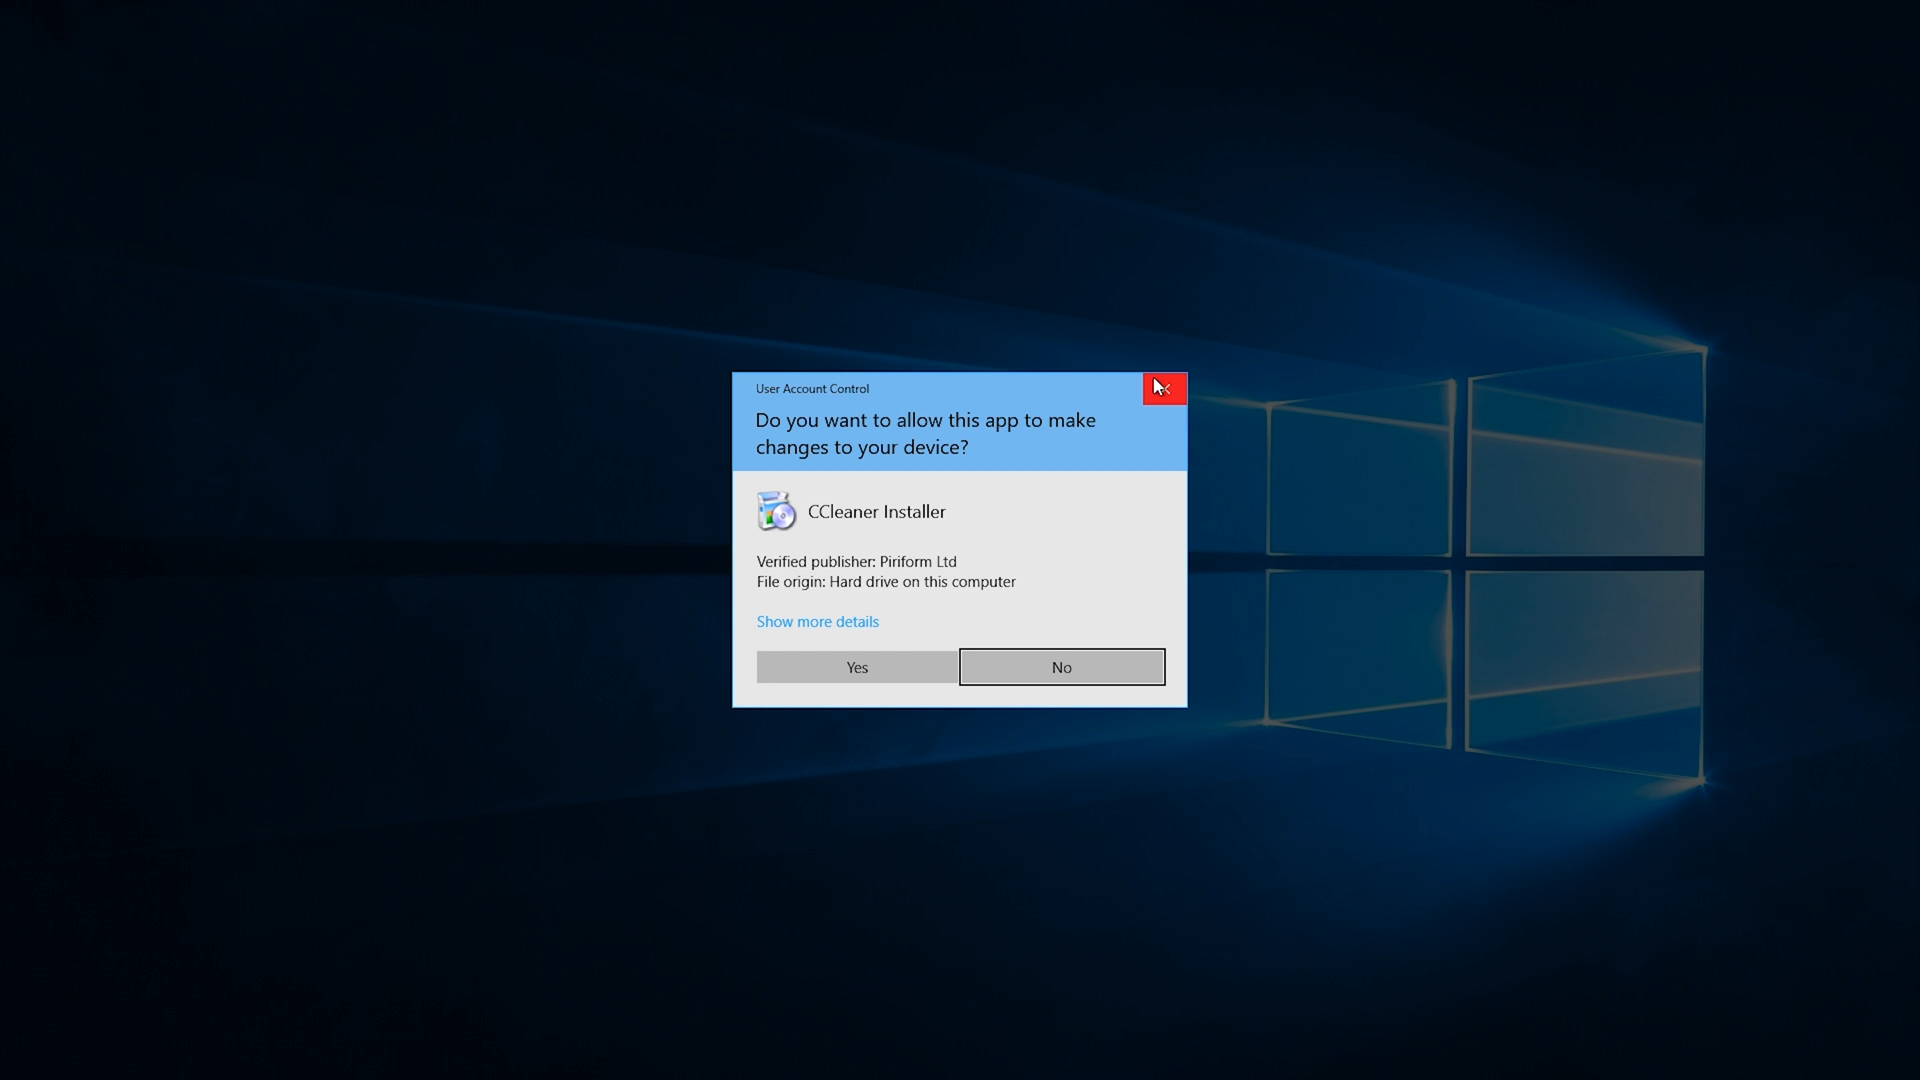 User Account Control
Do you want to allow this app to make
changes to your device?
CCleaner Installer
Verified publisher: Piriform Ltd
File origin: Hard drive on this computer
Show more details
Yes
No